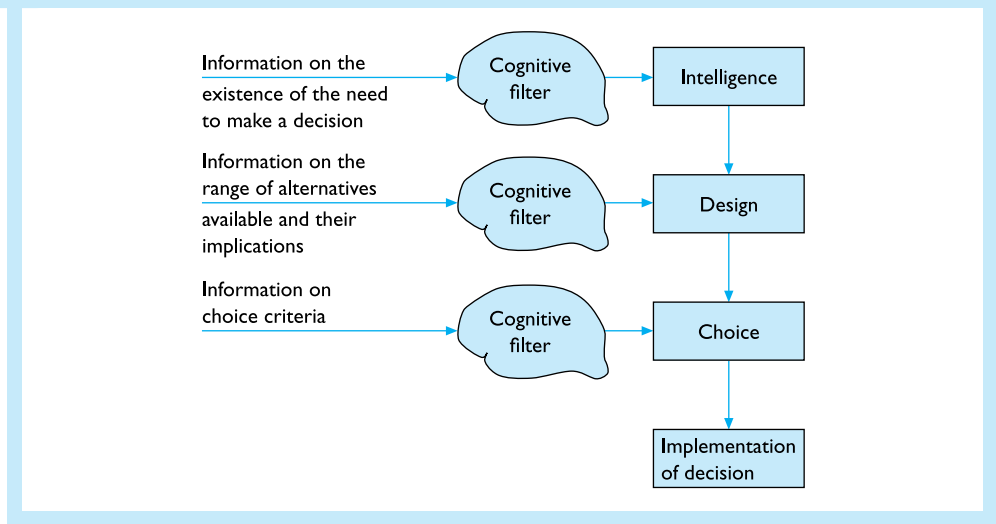 Information on the
existence of the need
to make a decision
Cognitive
filter
Intelligence
Information on the
range of alternatives
available and their
implications
Cognitive
filter
Design
Information on
choice criteria
Cognitive
filter
Choice
Implementation
of decision